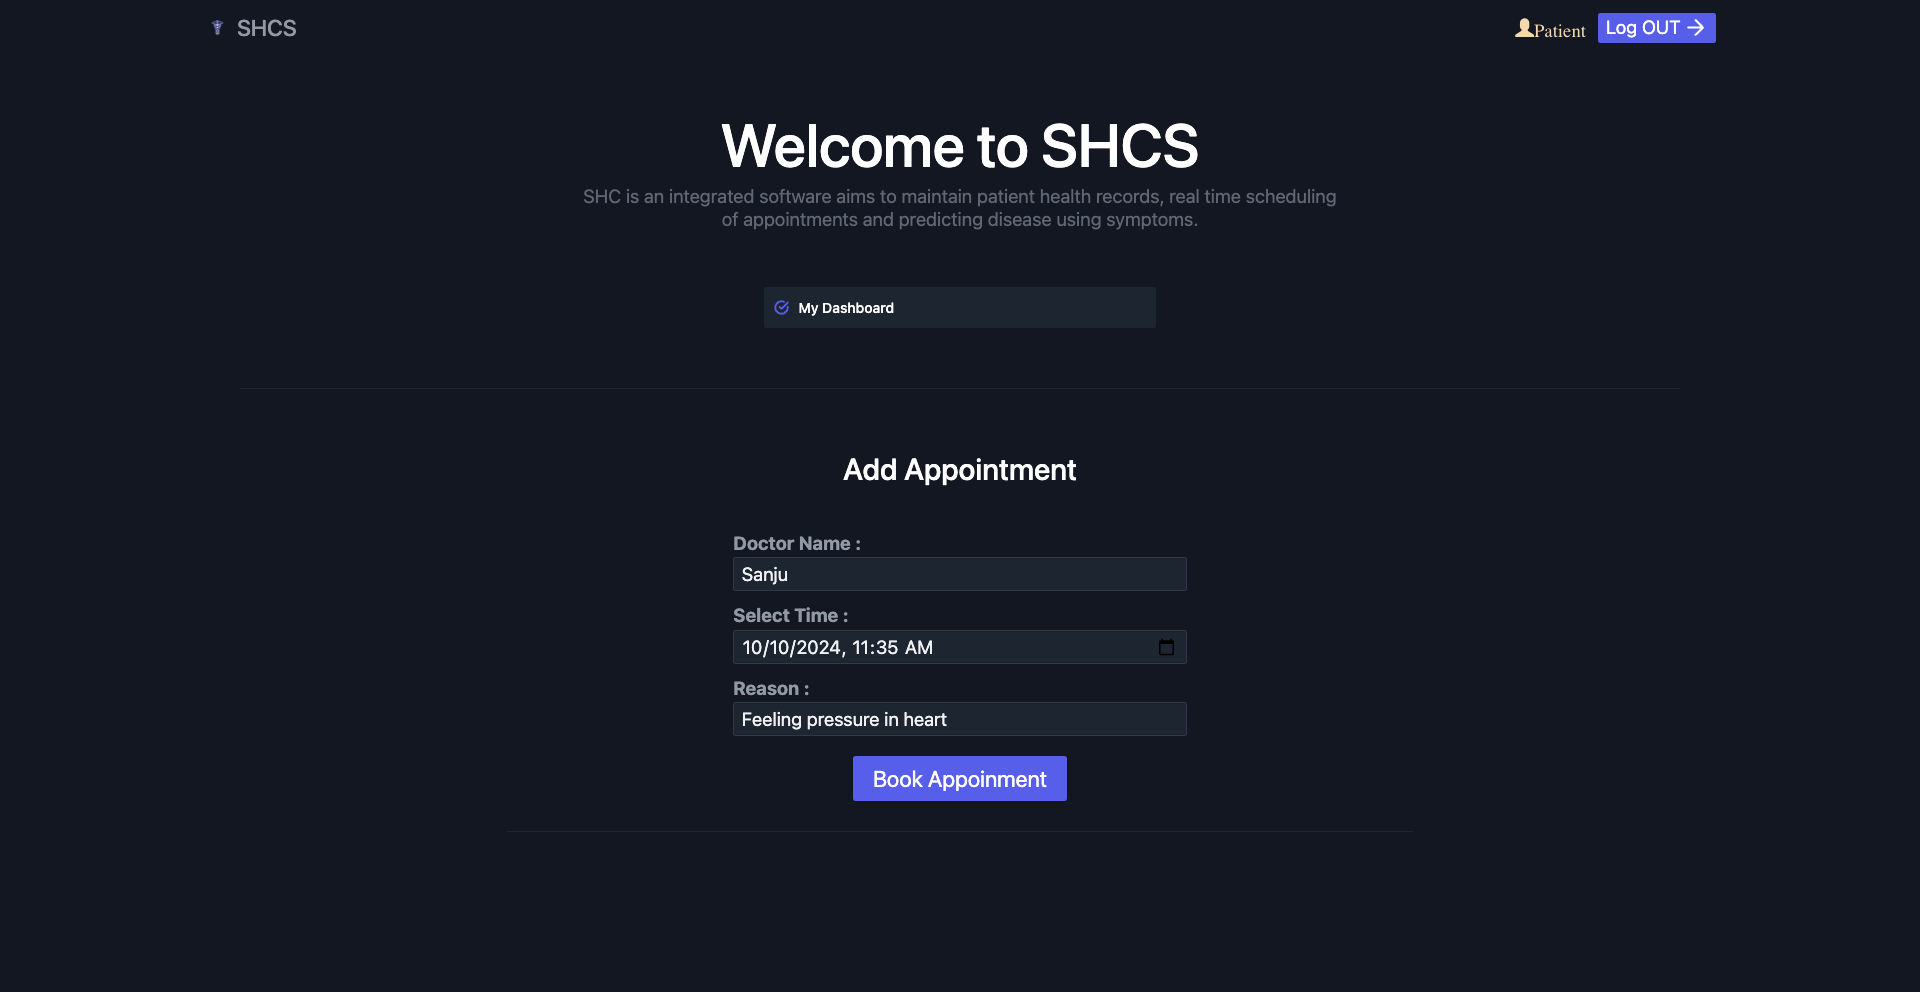 SHCS
Patient
Log OUT
Welcome to SHCS
SHC is an integrated software aims to maintain patient health records, real time scheduling
of appointments and predicting disease using symptoms.
My Dashboard
Add Appointment
Doctor Name :
Sanju
Select Time :
10/10/2024, 11:35 AM
Reason :
Feeling pressure in heart
Book Appoinment